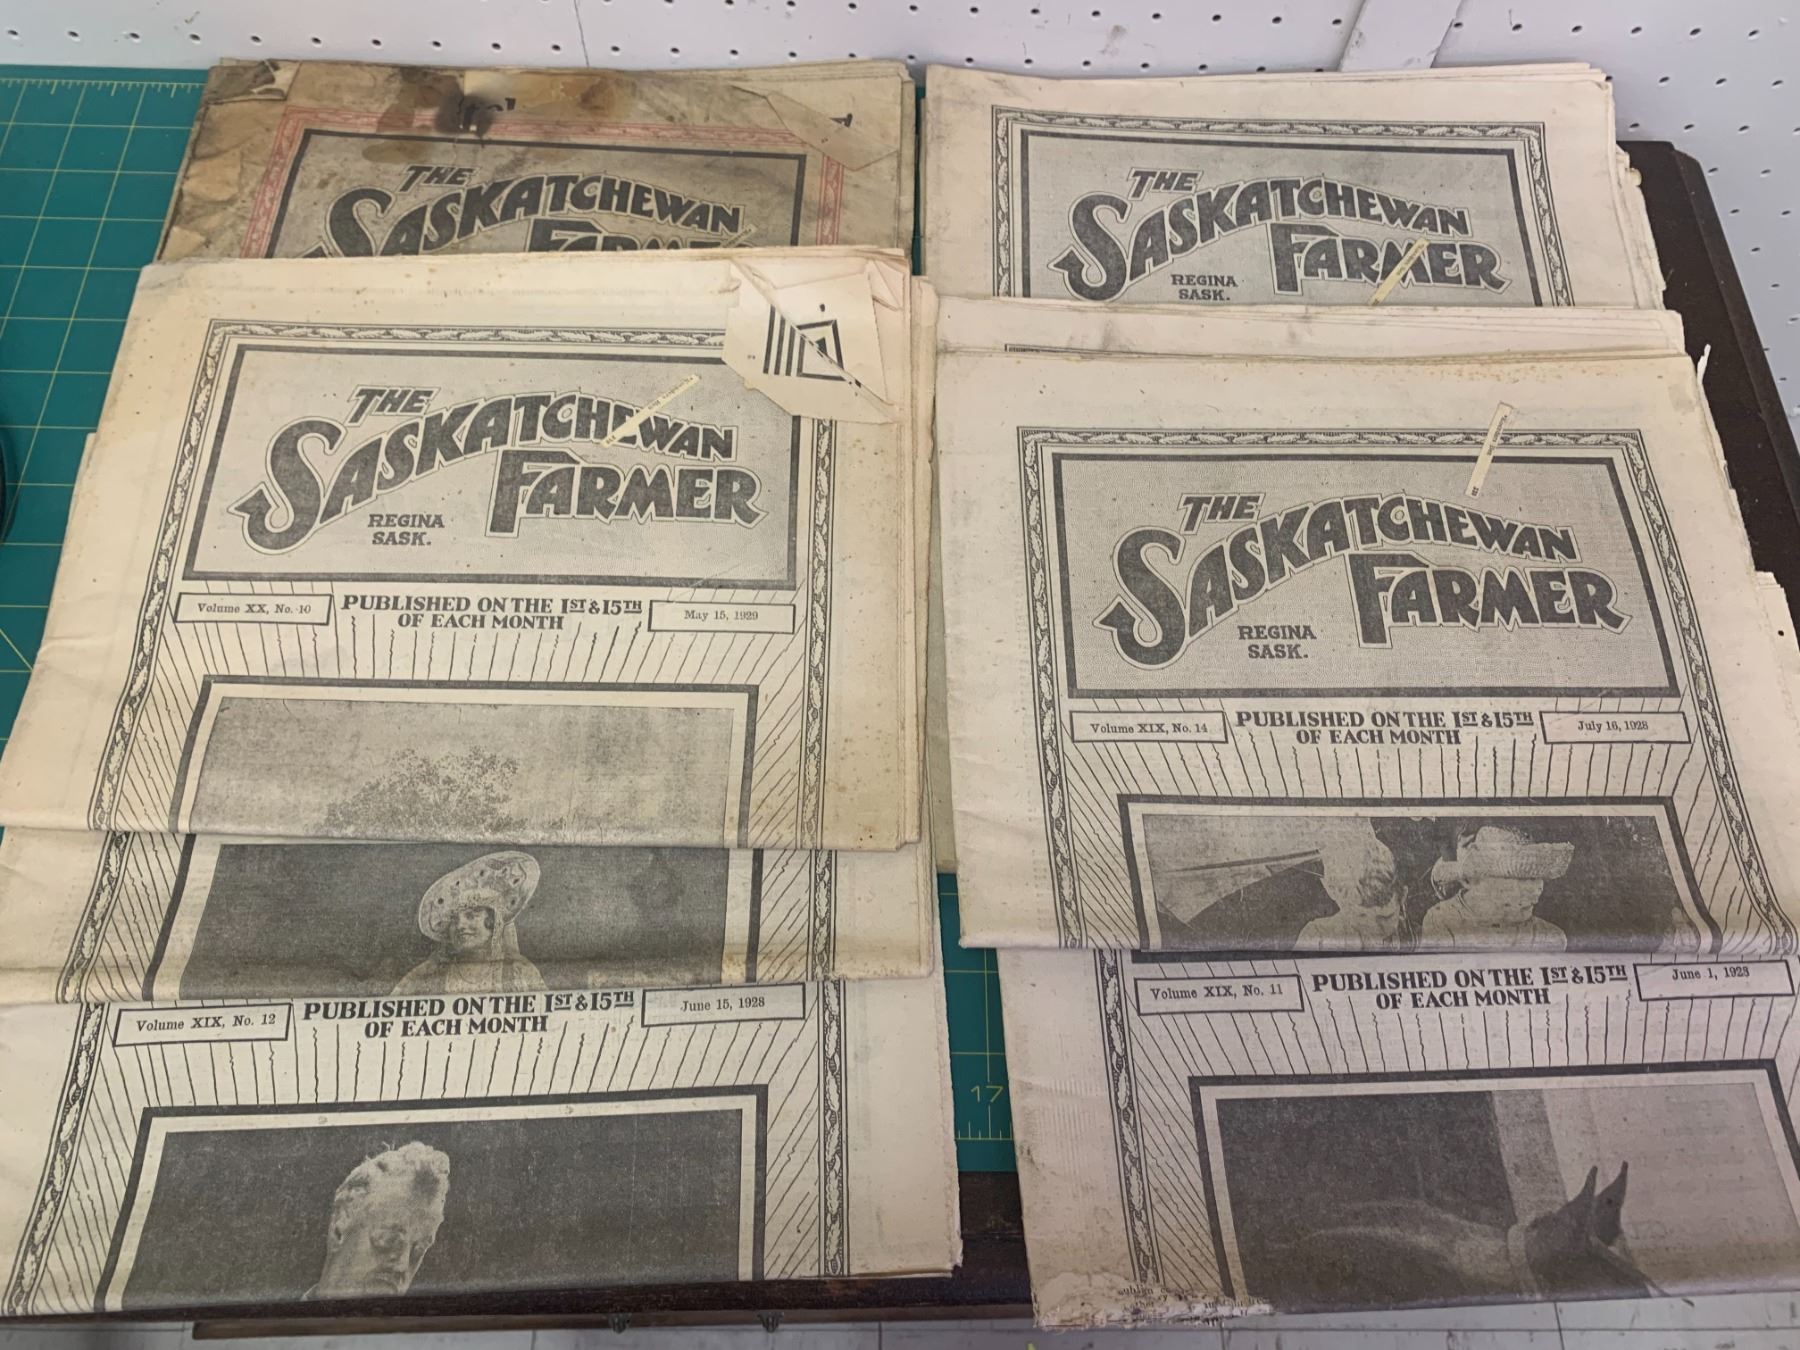 THE
SASKATCHEWAN
FARMER
THE
SASKATCHEWAN
FARMER
REGINA
SASK.
THE
SASKATCHEWAN
FARMER
REGINA
SASK.
Volume XX, No. 10
PUBLISHED ON THE 1ST & 15TH
OF EACH MONTH
May 15, 1929
THE
SASKATCHEWAN
FARMER
REGINA
SASK.
Volume XIX, No. 14
PUBLISHED ON THE 1ST & 15TH
OF EACH MONTH
July 16, 1928
Volume XIX, No. 12
PUBLISHED ON THE 1ST & 15TH
OF EACH MONTH
June 15, 1928
Volume XIX, No. 11
PUBLISHED ON THE 1ST & 15TH
OF EACH MONTH
June 1, 1928
17